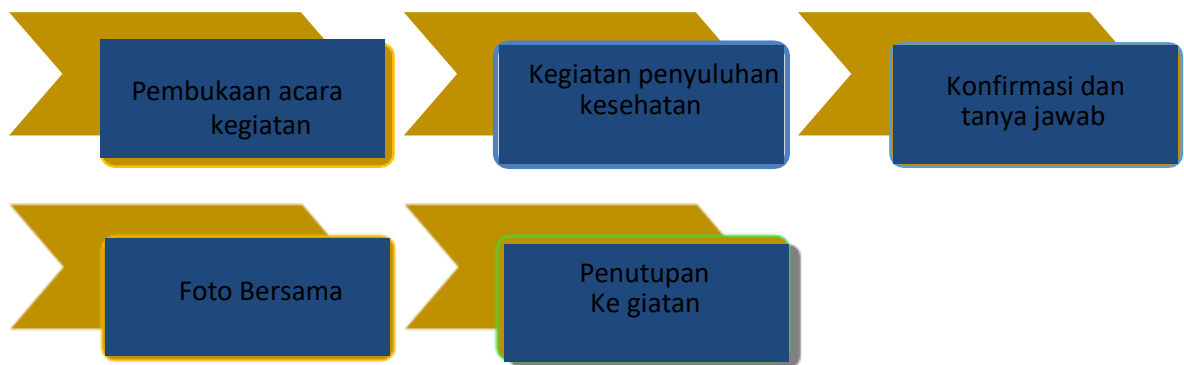 Pembukaan acara
kegiatan
Kegiatan penyuluhan
kesehatan
Konfirmasi dan
tanya jawab
Foto Bersama
Penutupan
Ke giatan